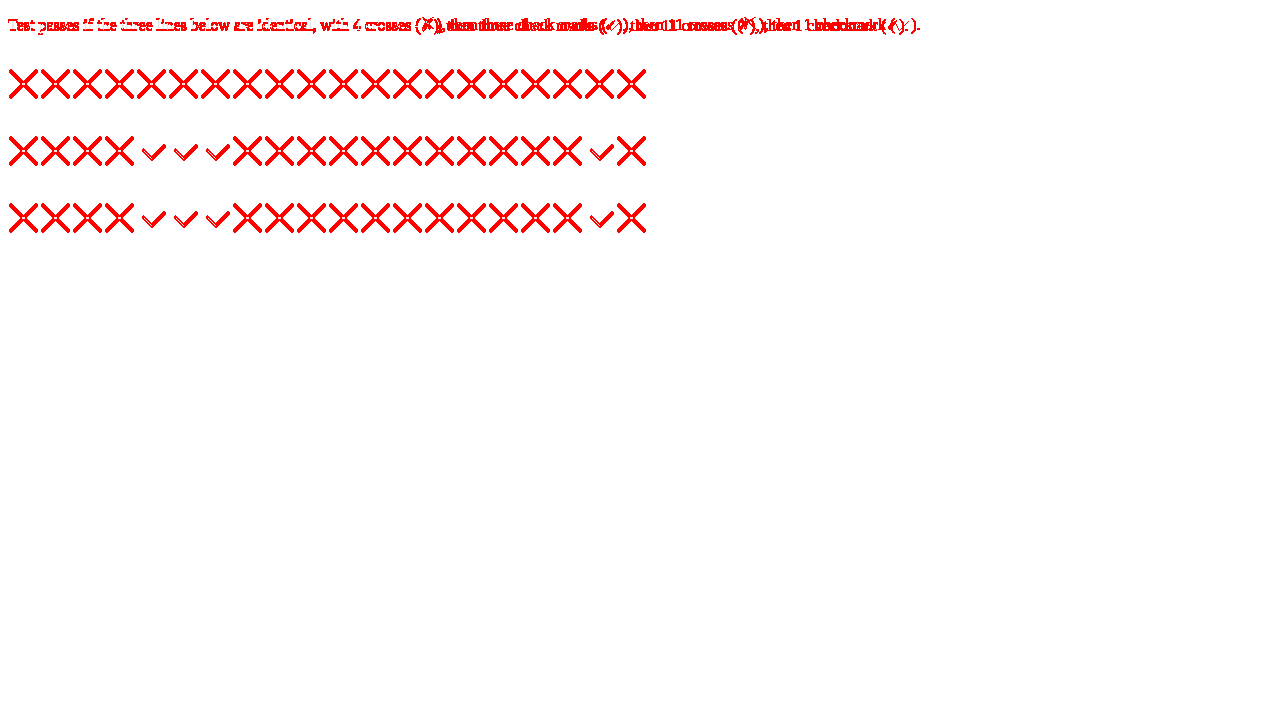 Test passes if the three lines below are identical, with 4 crosses (✗), then three check marks (✓), then 11 crosses (✗), then 1 checkmark (✓).
✗✗✗✗✗✗✗✗✗✗✗✗✗✗✗✗✗✗✗✗
✗✗✗✗✓✓✓✗✗✗✗✗✗✗✗✗✗✗✓✗
✗✗✗✗✓✓✓✗✗✗✗✗✗✗✗✗✗✗✓✗